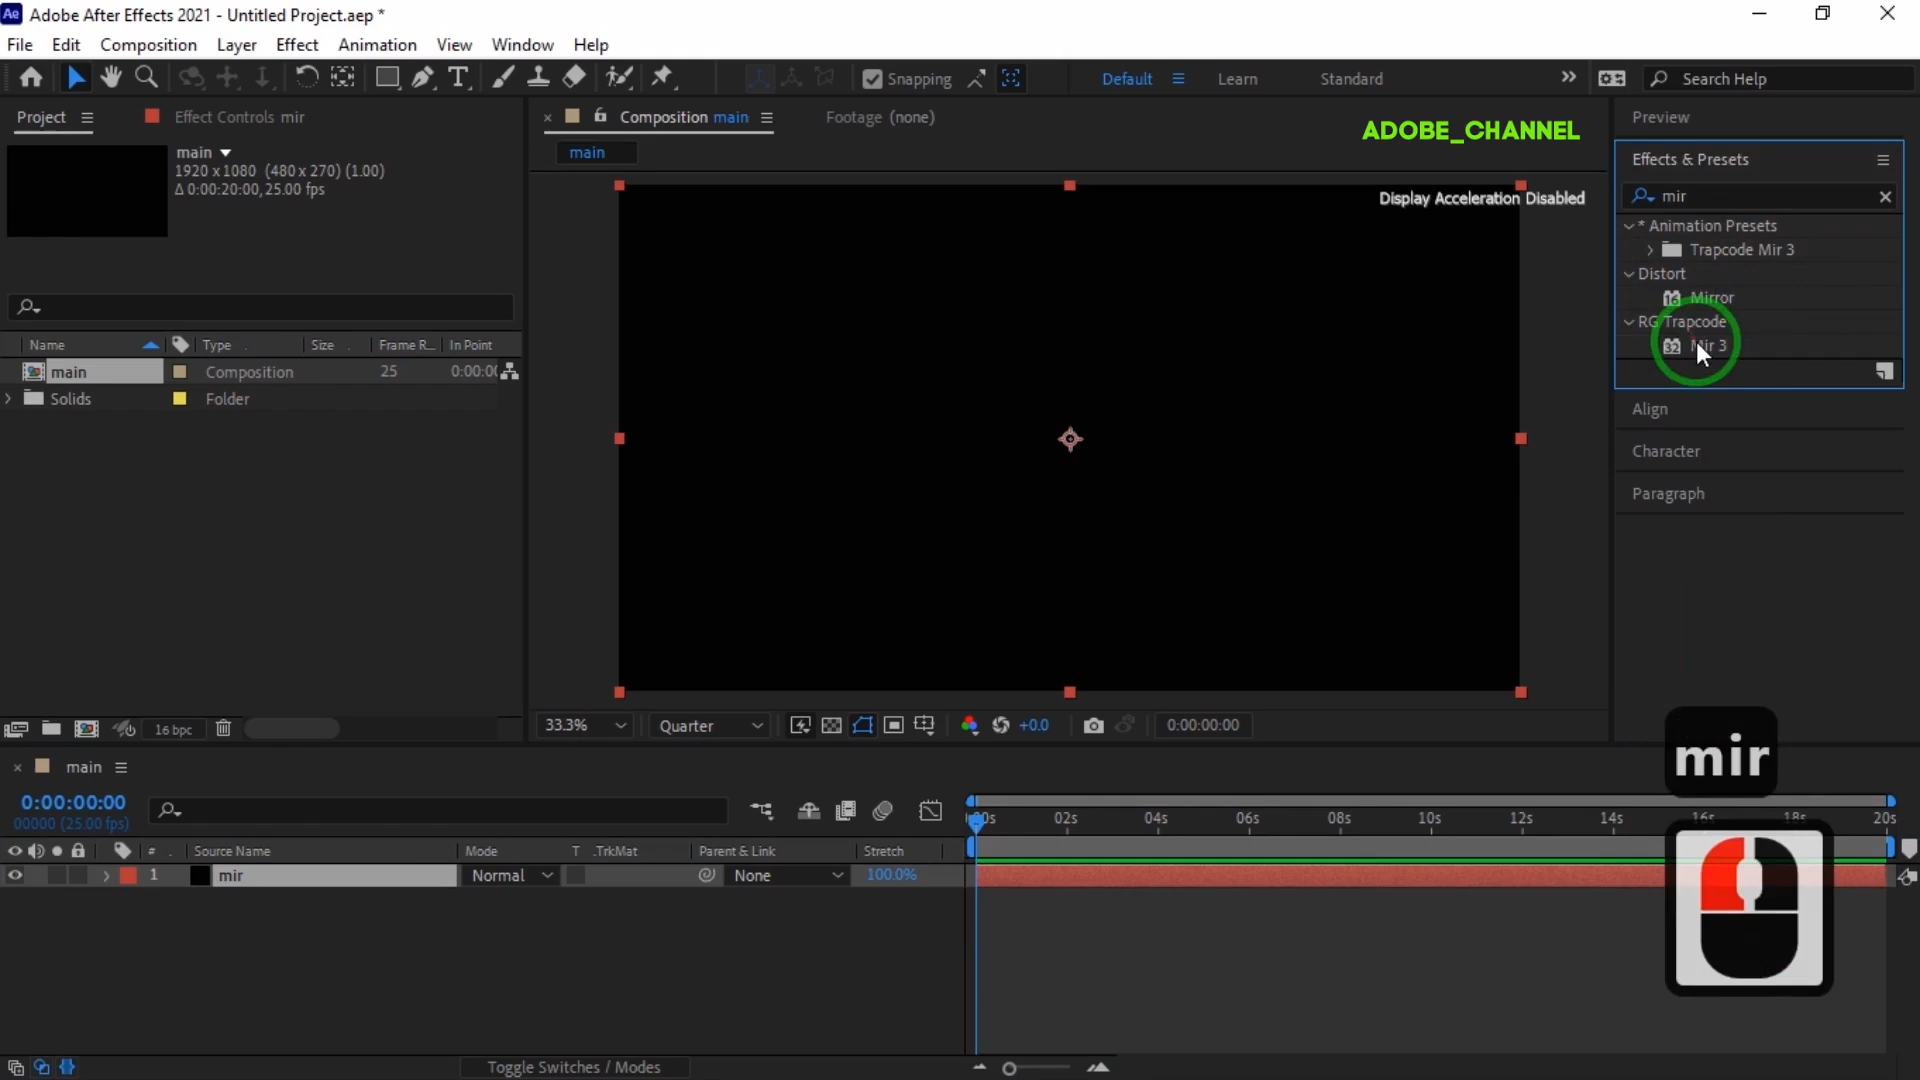 Ae Adobe After Effects 2021 - Untitled Project.aep *
File Edit Composition Layer Effect Animation View Window Help
Snapping Default Learn Standard Search Help
Project Effect Controls mir
main
1920 x 1080 (480 x 270) (1.00)
Δ 0:00:20:00, 25.00 fps
Name Type Size Frame R... In Point
main Composition 25 0:00:0
Solids Folder
16 bpc
Composition main Footage (none)
main
ADOBE_CHANNEL
Display Acceleration Disabled
33.3% Quarter +0.0 0:00:00:00
Preview
Effects & Presets
mir
* Animation Presets
Trapcode Mir 3
Distort
16 Mirror
RG Trapcode
32 Mir 3
Align
Character
Paragraph
mir
main
0:00:00:00
00000 (25.00 fps)
00s 02s 04s 06s 08s 10s 12s 14s 16s 18s 20s
# Source Name Mode T .TrkMat Parent & Link Stretch
1 mir Normal None 100.0%
Toggle Switches / Modes